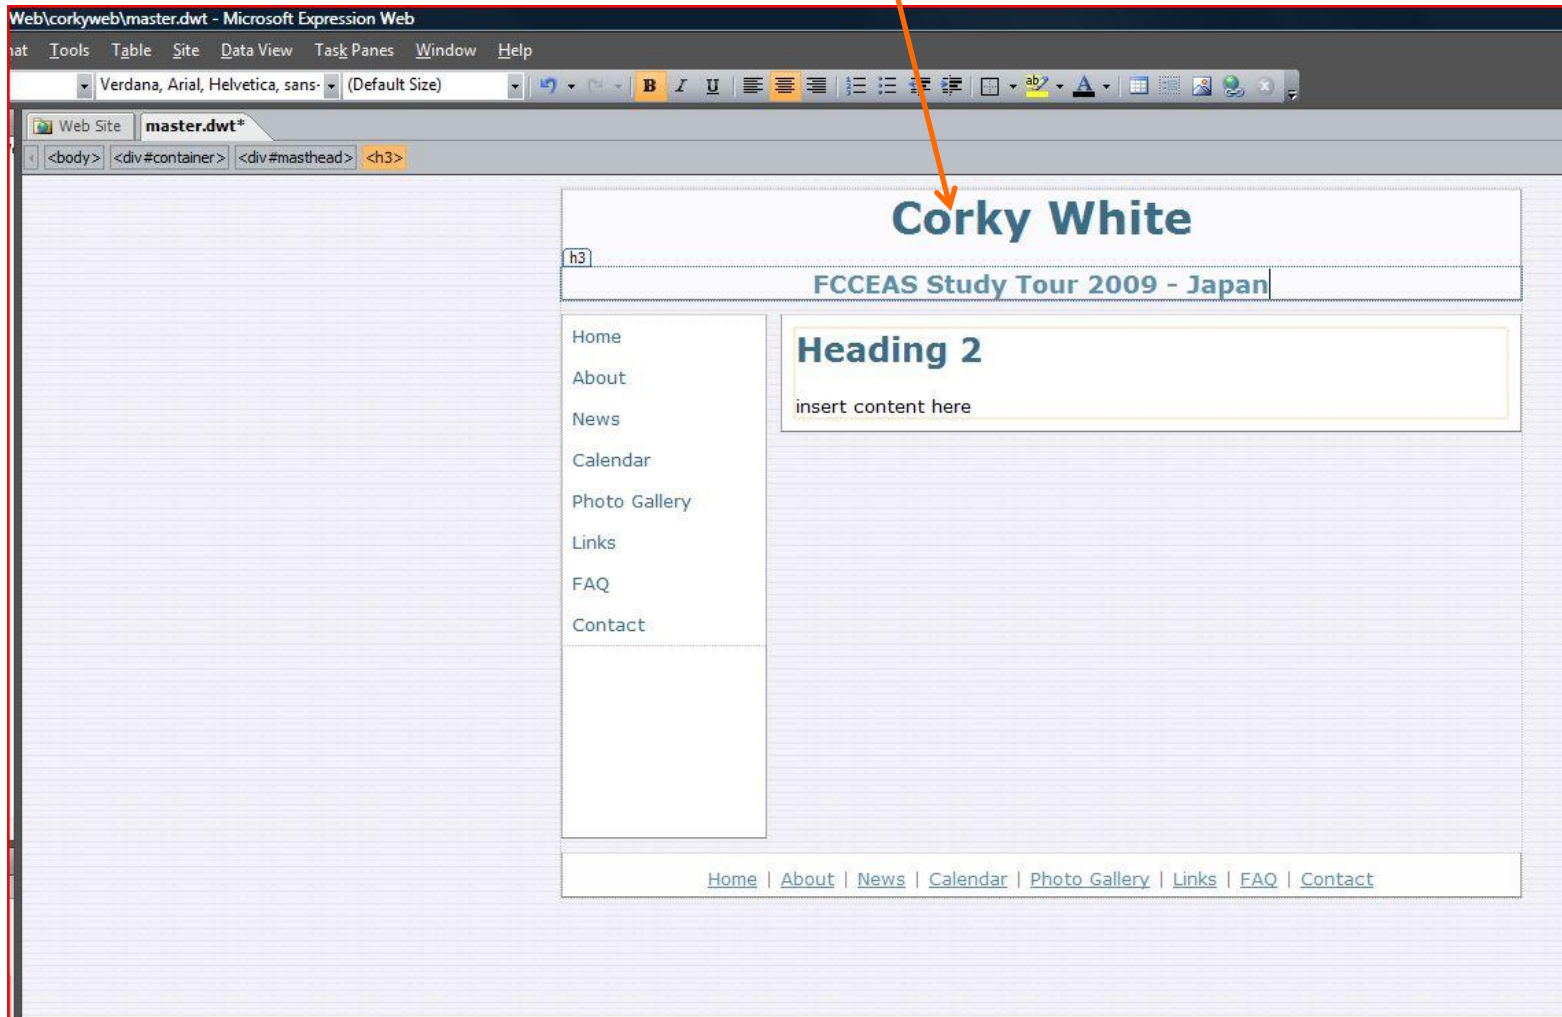 Web\corkyweb\master.dwt - Microsoft Expression Web
Tools Table Site Data View Task Panes Window Help
Verdana, Arial, Helvetica, sans- (Default Size) B I U ab A
Web Site master.dwt*
<body> <div#container> <div#masthead> <h3>
Corky White
h3
FCCEAS Study Tour 2009 - Japan
Home
About
News
Calendar
Photo Gallery
Links
FAQ
Contact
Heading 2
insert content here
Home | About | News | Calendar | Photo Gallery | Links | FAQ | Contact